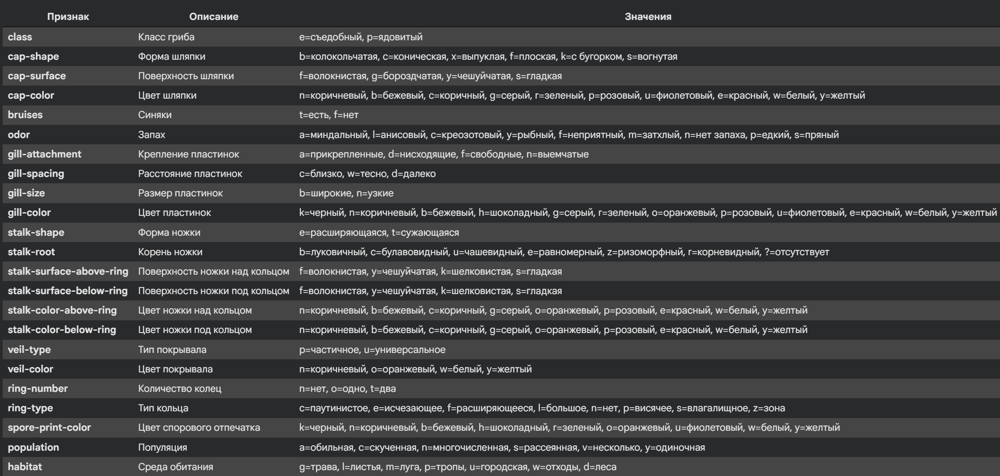 Признак Описание Значения
class Класс гриба e=съедобный, p=ядовитый
cap-shape Форма шляпки b=колокольчатая, c=коническая, x=выпуклая, f=плоская, k=с бугорком, s=вогнутая
cap-surface Поверхность шляпки f=волокнистая, g=бороздчатая, y=чешуйчатая, s=гладкая
cap-color Цвет шляпки n=коричневый, b=бежевый, c=коричный, g=серый, r=зеленый, p=розовый, u=фиолетовый, e=красный, w=белый, y=желтый
bruises Синяки t=есть, f=нет
odor Запах a=миндальный, l=анисовый, c=креозотовый, y=рыбный, f=неприятный, m=затхлый, n=нет запаха, p=едкий, s=пряный
gill-attachment Крепление пластинок a=прикрепленные, d=нисходящие, f=свободные, n=выемчатые
gill-spacing Расстояние пластинок c=близко, w=тесно, d=далеко
gill-size Размер пластинок b=широкие, n=узкие
gill-color Цвет пластинок k=черный, n=коричневый, b=бежевый, h=шоколадный, g=серый, r=зеленый, o=оранжевый, p=розовый, u=фиолетовый, e=красный, w=белый, y=желтый
stalk-shape Форма ножки e=расширяющаяся, t=сужающаяся
stalk-root Корень ножки b=луковичный, c=булавовидный, u=чашевидный, e=равномерный, z=ризоморфный, r=корневидный, ?=отсутствует
stalk-surface-above-ring Поверхность ножки над кольцом f=волокнистая, y=чешуйчатая, k=шелковистая, s=гладкая
stalk-surface-below-ring Поверхность ножки под кольцом f=волокнистая, y=чешуйчатая, k=шелковистая, s=гладкая
stalk-color-above-ring Цвет ножки над кольцом n=коричневый, b=бежевый, c=коричный, g=серый, o=оранжевый, p=розовый, e=красный, w=белый, y=желтый
stalk-color-below-ring Цвет ножки под кольцом n=коричневый, b=бежевый, c=коричный, g=серый, o=оранжевый, p=розовый, e=красный, w=белый, y=желтый
veil-type Тип покрывала p=частичное, u=универсальное
veil-color Цвет покрывала n=коричневый, o=оранжевый, w=белый, y=желтый
ring-number Количество колец n=нет, o=одно, t=два
ring-type Тип кольца c=паутинистое, e=исчезающее, f=расширяющееся, l=большое, n=нет, p=висячее, s=влагалищное, z=зона
spore-print-color Цвет спорового отпечатка k=черный, n=коричневый, b=бежевый, h=шоколадный, r=зеленый, o=оранжевый, u=фиолетовый, w=белый, y=желтый
population Популяция a=обильная, c=скученная, n=многочисленная, s=рассеянная, v=несколько, y=одиночная
habitat Среда обитания g=трава, l=листья, m=луга, p=тропы, u=городская, w=отходы, d=леса